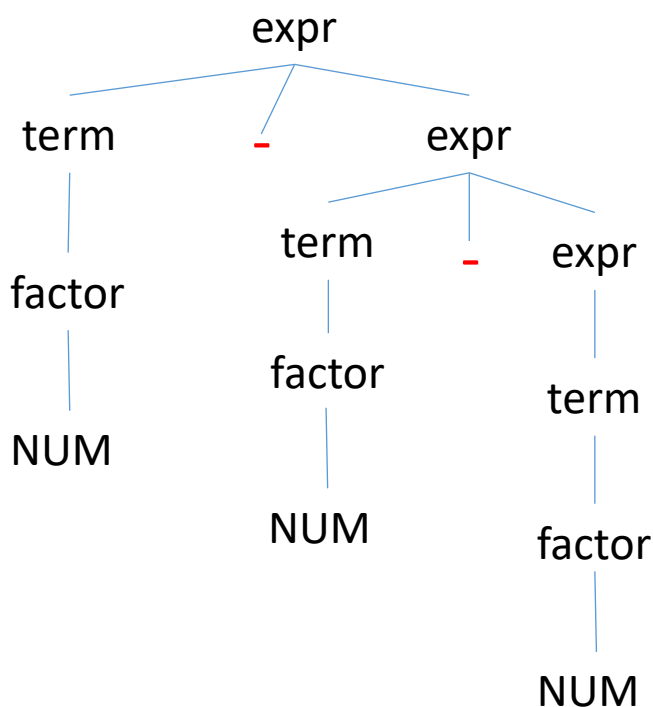 expr
term - expr
term - expr
factor
factor
term
NUM
NUM
factor
NUM